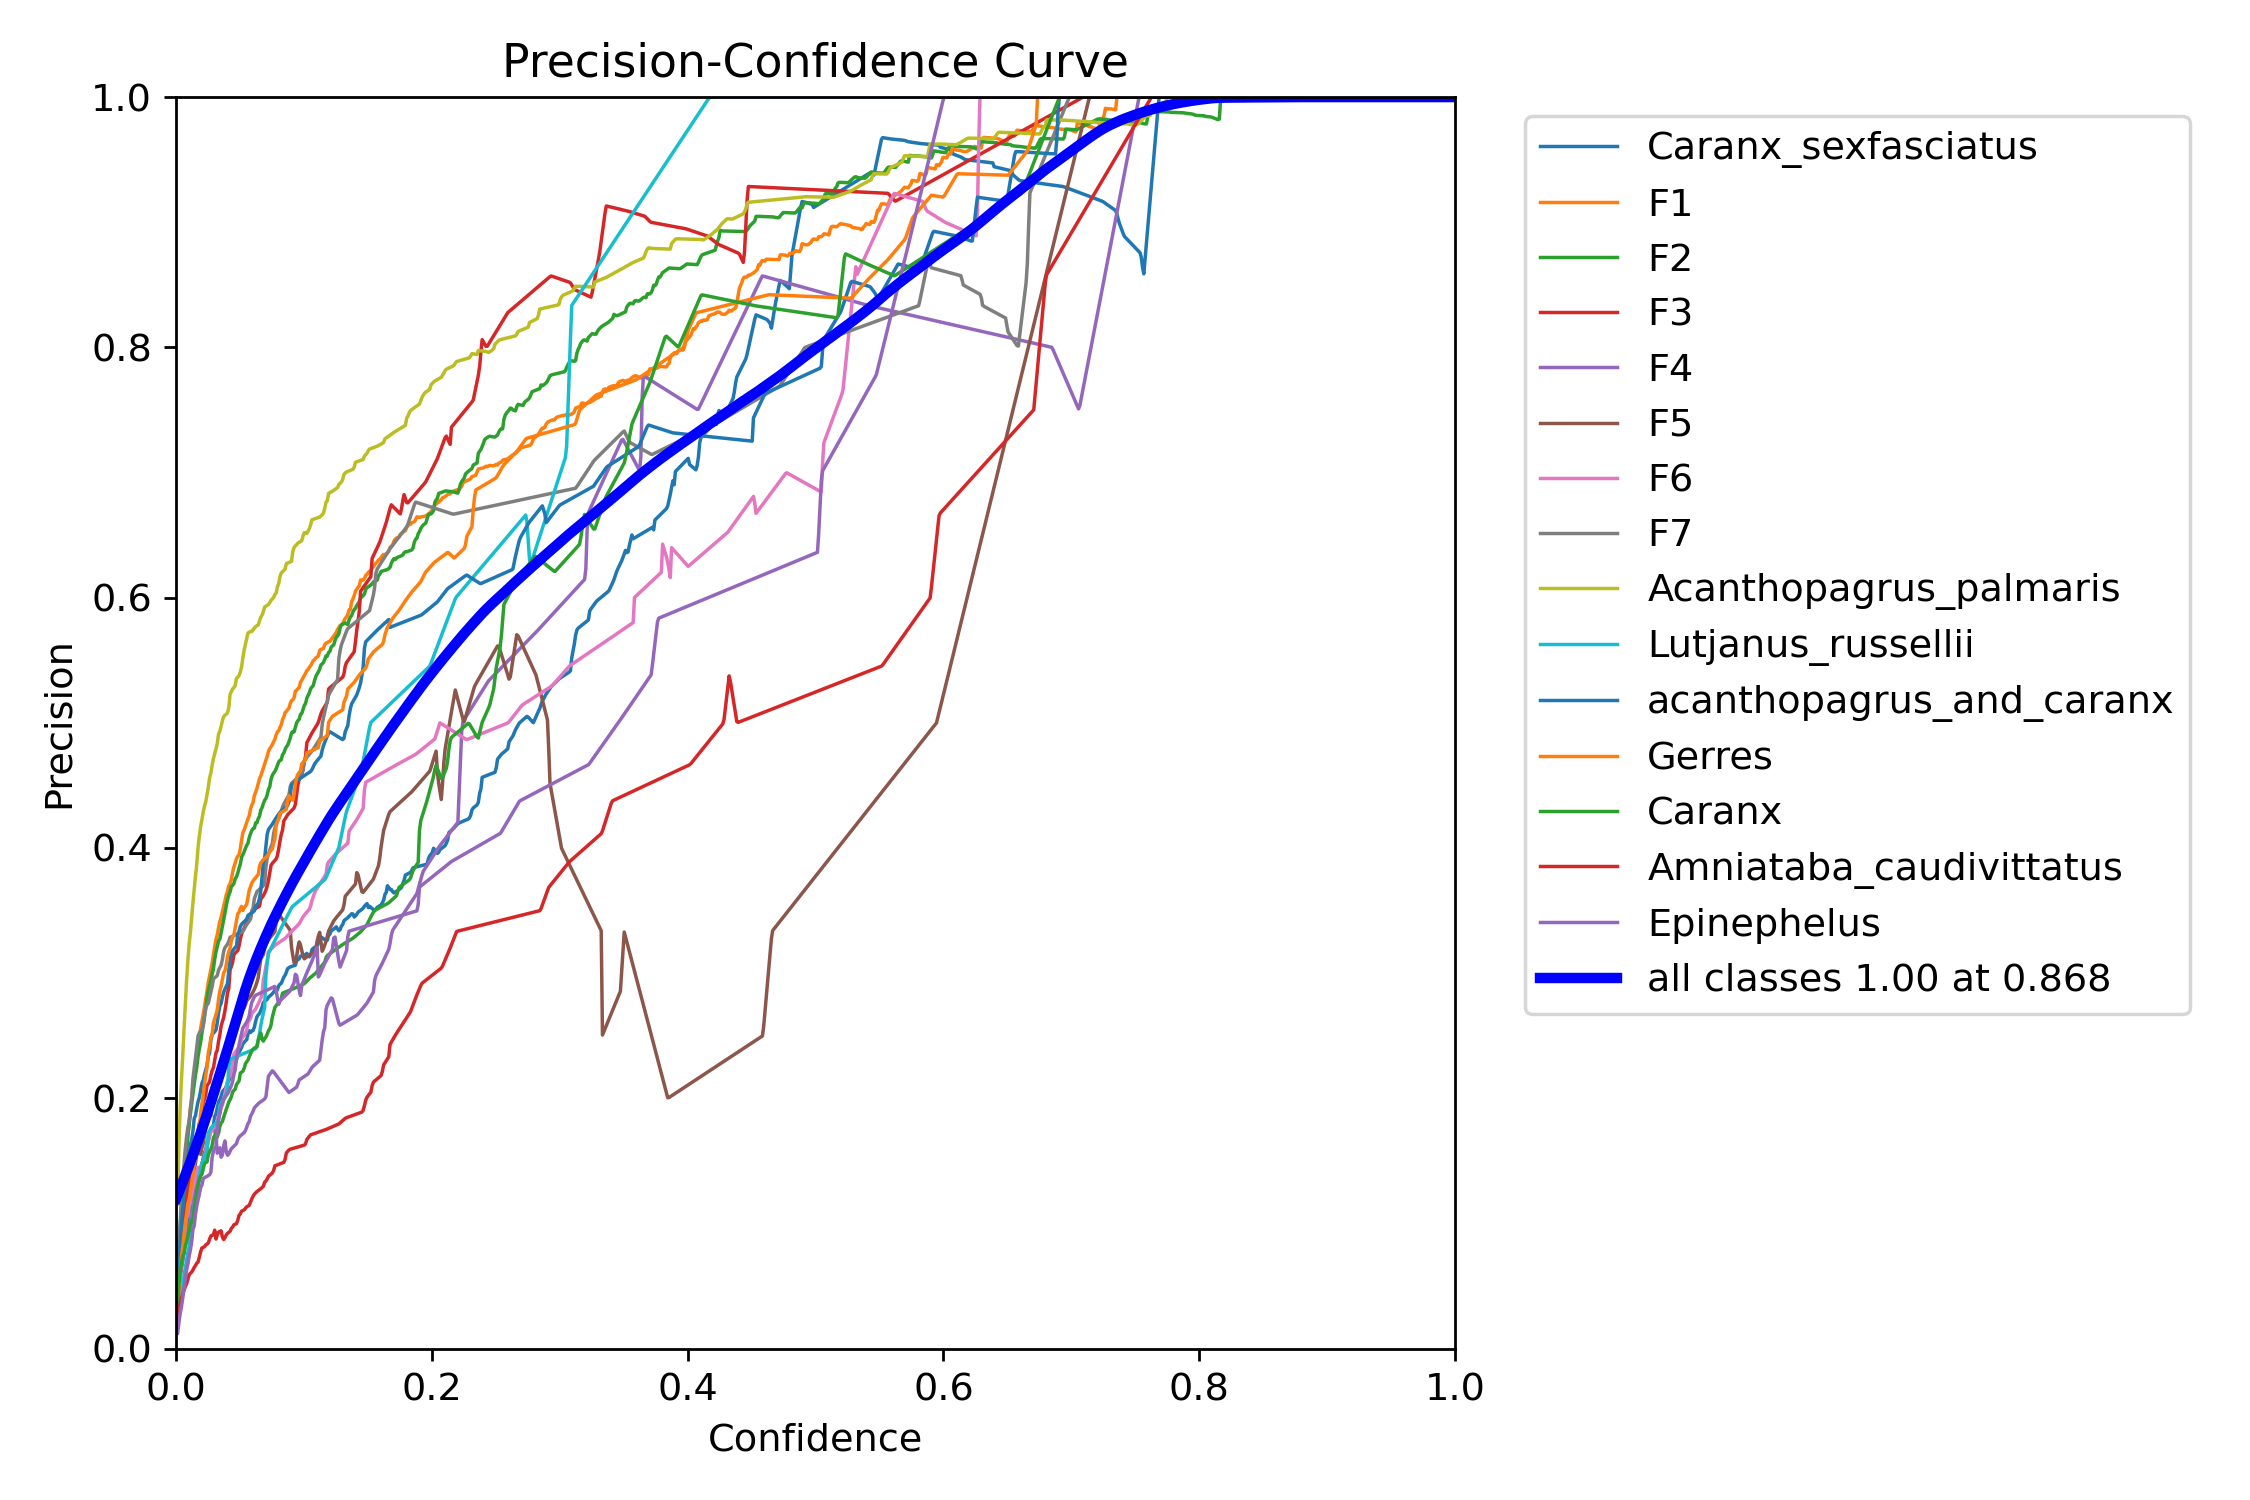 Precision-Confidence Curve
1.0
0.8
0.6
0.4
0.2
0.0
Precision
0.0 0.2 0.4 0.6 0.8 1.0
Confidence
Caranx_sexfasciatus
F1
F2
F3
F4
F5
F6
F7
Acanthopagrus_palmaris
Lutjanus_russellii
acanthopagrus_and_caranx
Gerres
Caranx
Amniataba_caudivittatus
Epinephelus
all classes 1.00 at 0.868